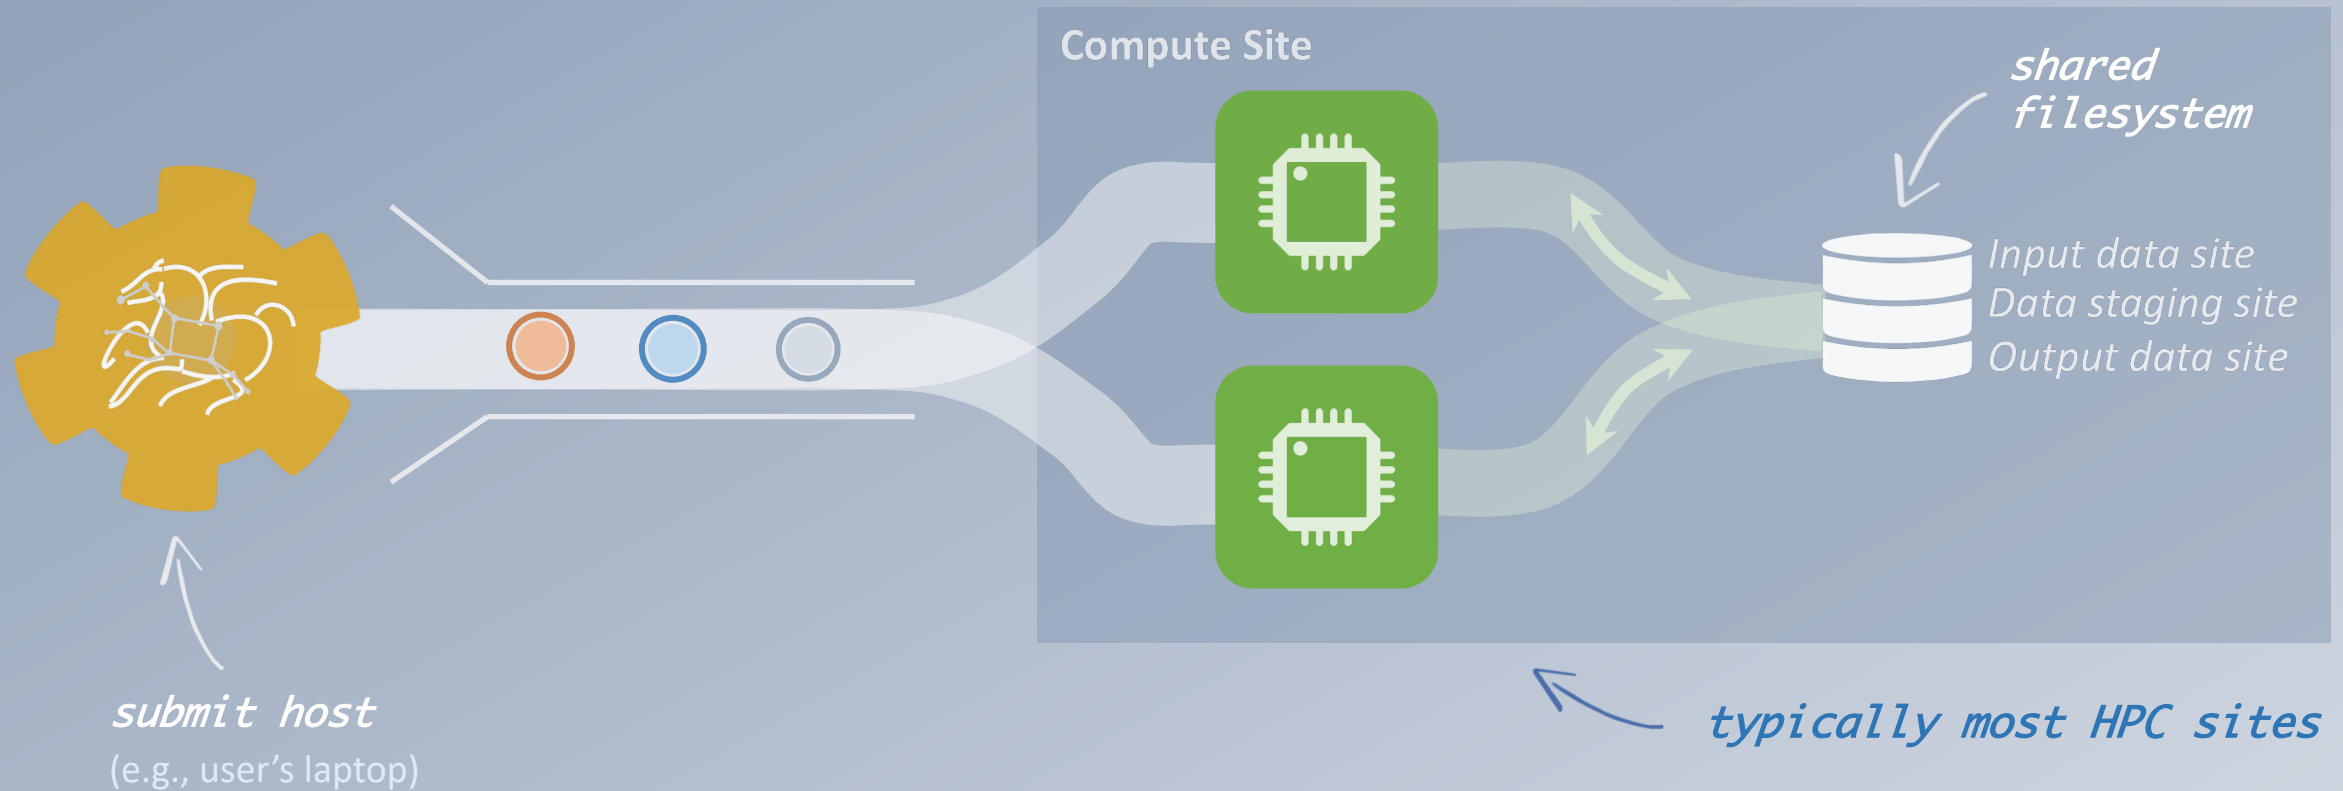 Compute Site
shared
filesystem
Input data site
Data staging site
Output data site
submit host
(e.g., user’s laptop)
typically most HPC sites